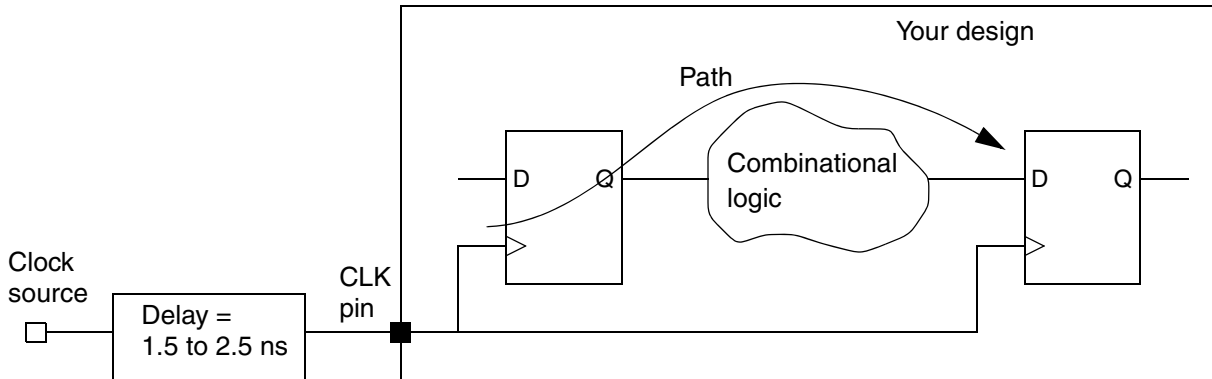 Your design
Path
D
Q
Combinational
logic
D
Q
Clock
source
CLK
pin
Delay =
1.5 to 2.5 ns